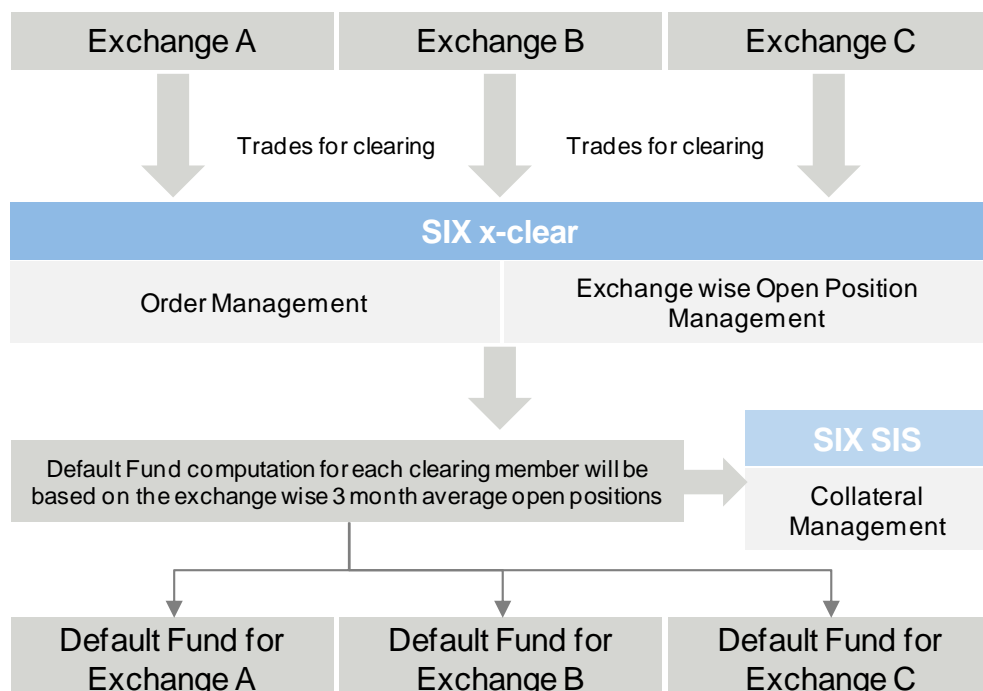 Exchange A
Exchange B
Exchange C
Trades for clearing
Trades for clearing
SIX x-clear
Order Management
Exchange wise Open Position
Management
Default Fund computation for each clearing member will be
based on the exchange wise 3 month average open positions
SIX SIS
Collateral
Management
Default Fund for
Exchange A
Default Fund for
Exchange B
Default Fund for
Exchange C